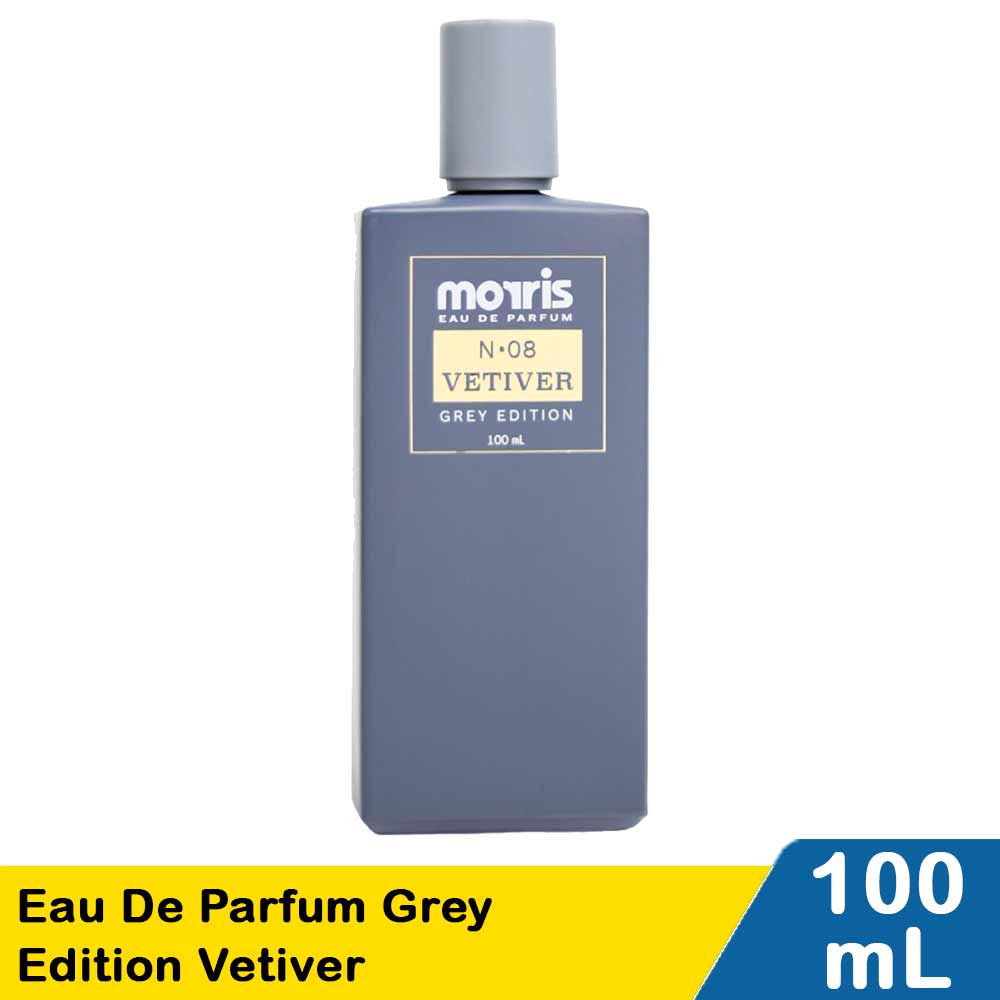 morris
EAU DE PARFUM
N•08
VETIVER
GREY EDITION
100 mL
Eau De Parfum Grey
Edition Vetiver
100
mL